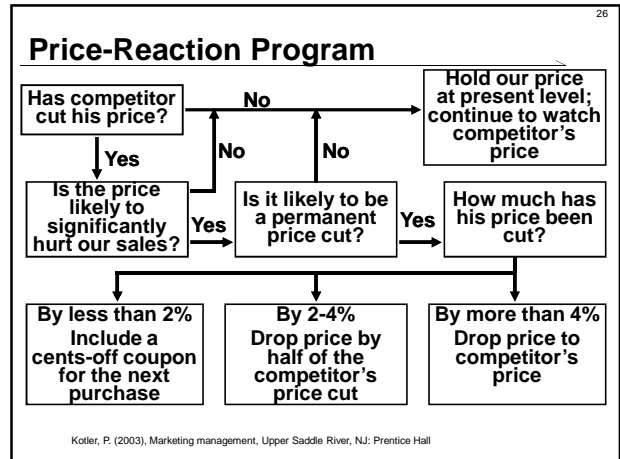 26
Price-Reaction Program
Has competitor
cut his price?
No
Hold our price
at present level;
continue to watch
competitor's
price
Yes
No
No
Is the price
likely to
significantly
hurt our sales?
Yes
Is it likely to be
a permanent
price cut?
Yes
How much has
his price been
cut?
By less than 2%
Include a
cents-off coupon
for the next
purchase
By 2-4%
Drop price by
half of the
competitor's
price cut
By more than 4%
Drop price to
competitor's
price
Kotler, P. (2003), Marketing management, Upper Saddle River, NJ: Prentice Hall